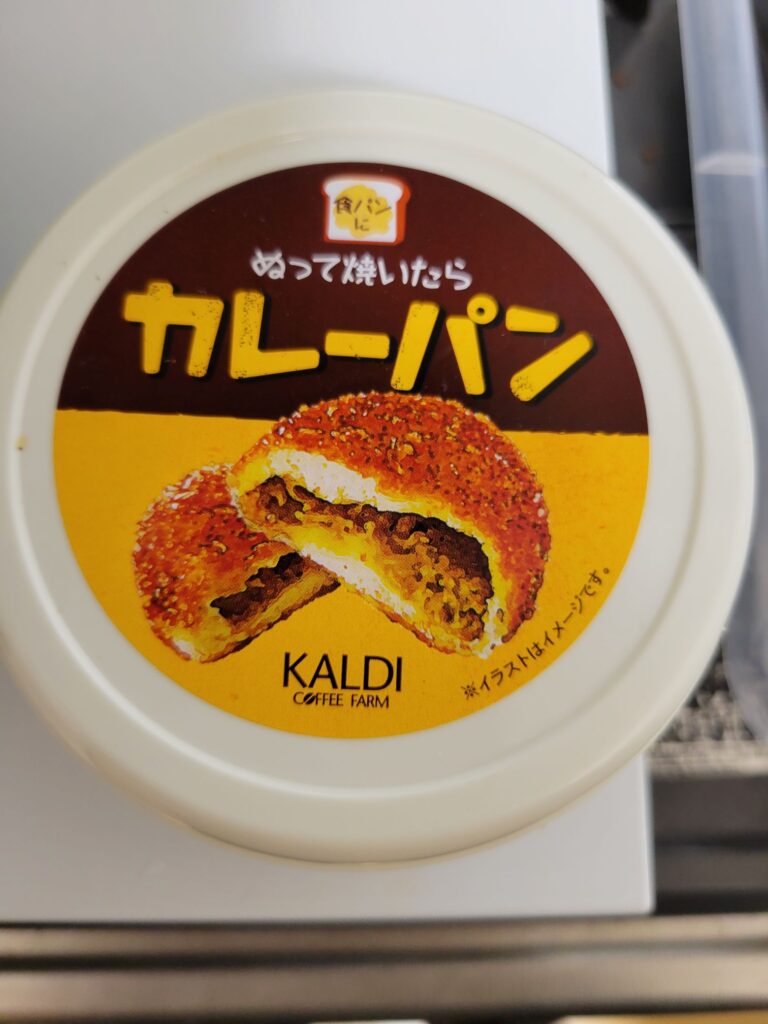 食パン
に
ぬって焼いたら
カレーパン
KALDI
COFFEE FARM
※イラストはイメージです。